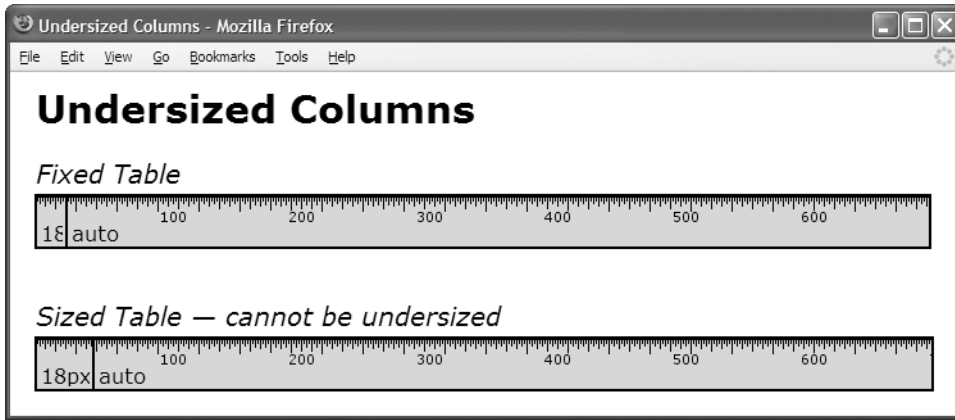 Undersized Columns - Mozilla Firefox
File Edit View Go Bookmarks Tools Help
Undersized Columns
Fixed Table
100 200 300 400 500 600
18 auto
Sized Table — cannot be undersized
100 200 300 400 500 600
18px auto